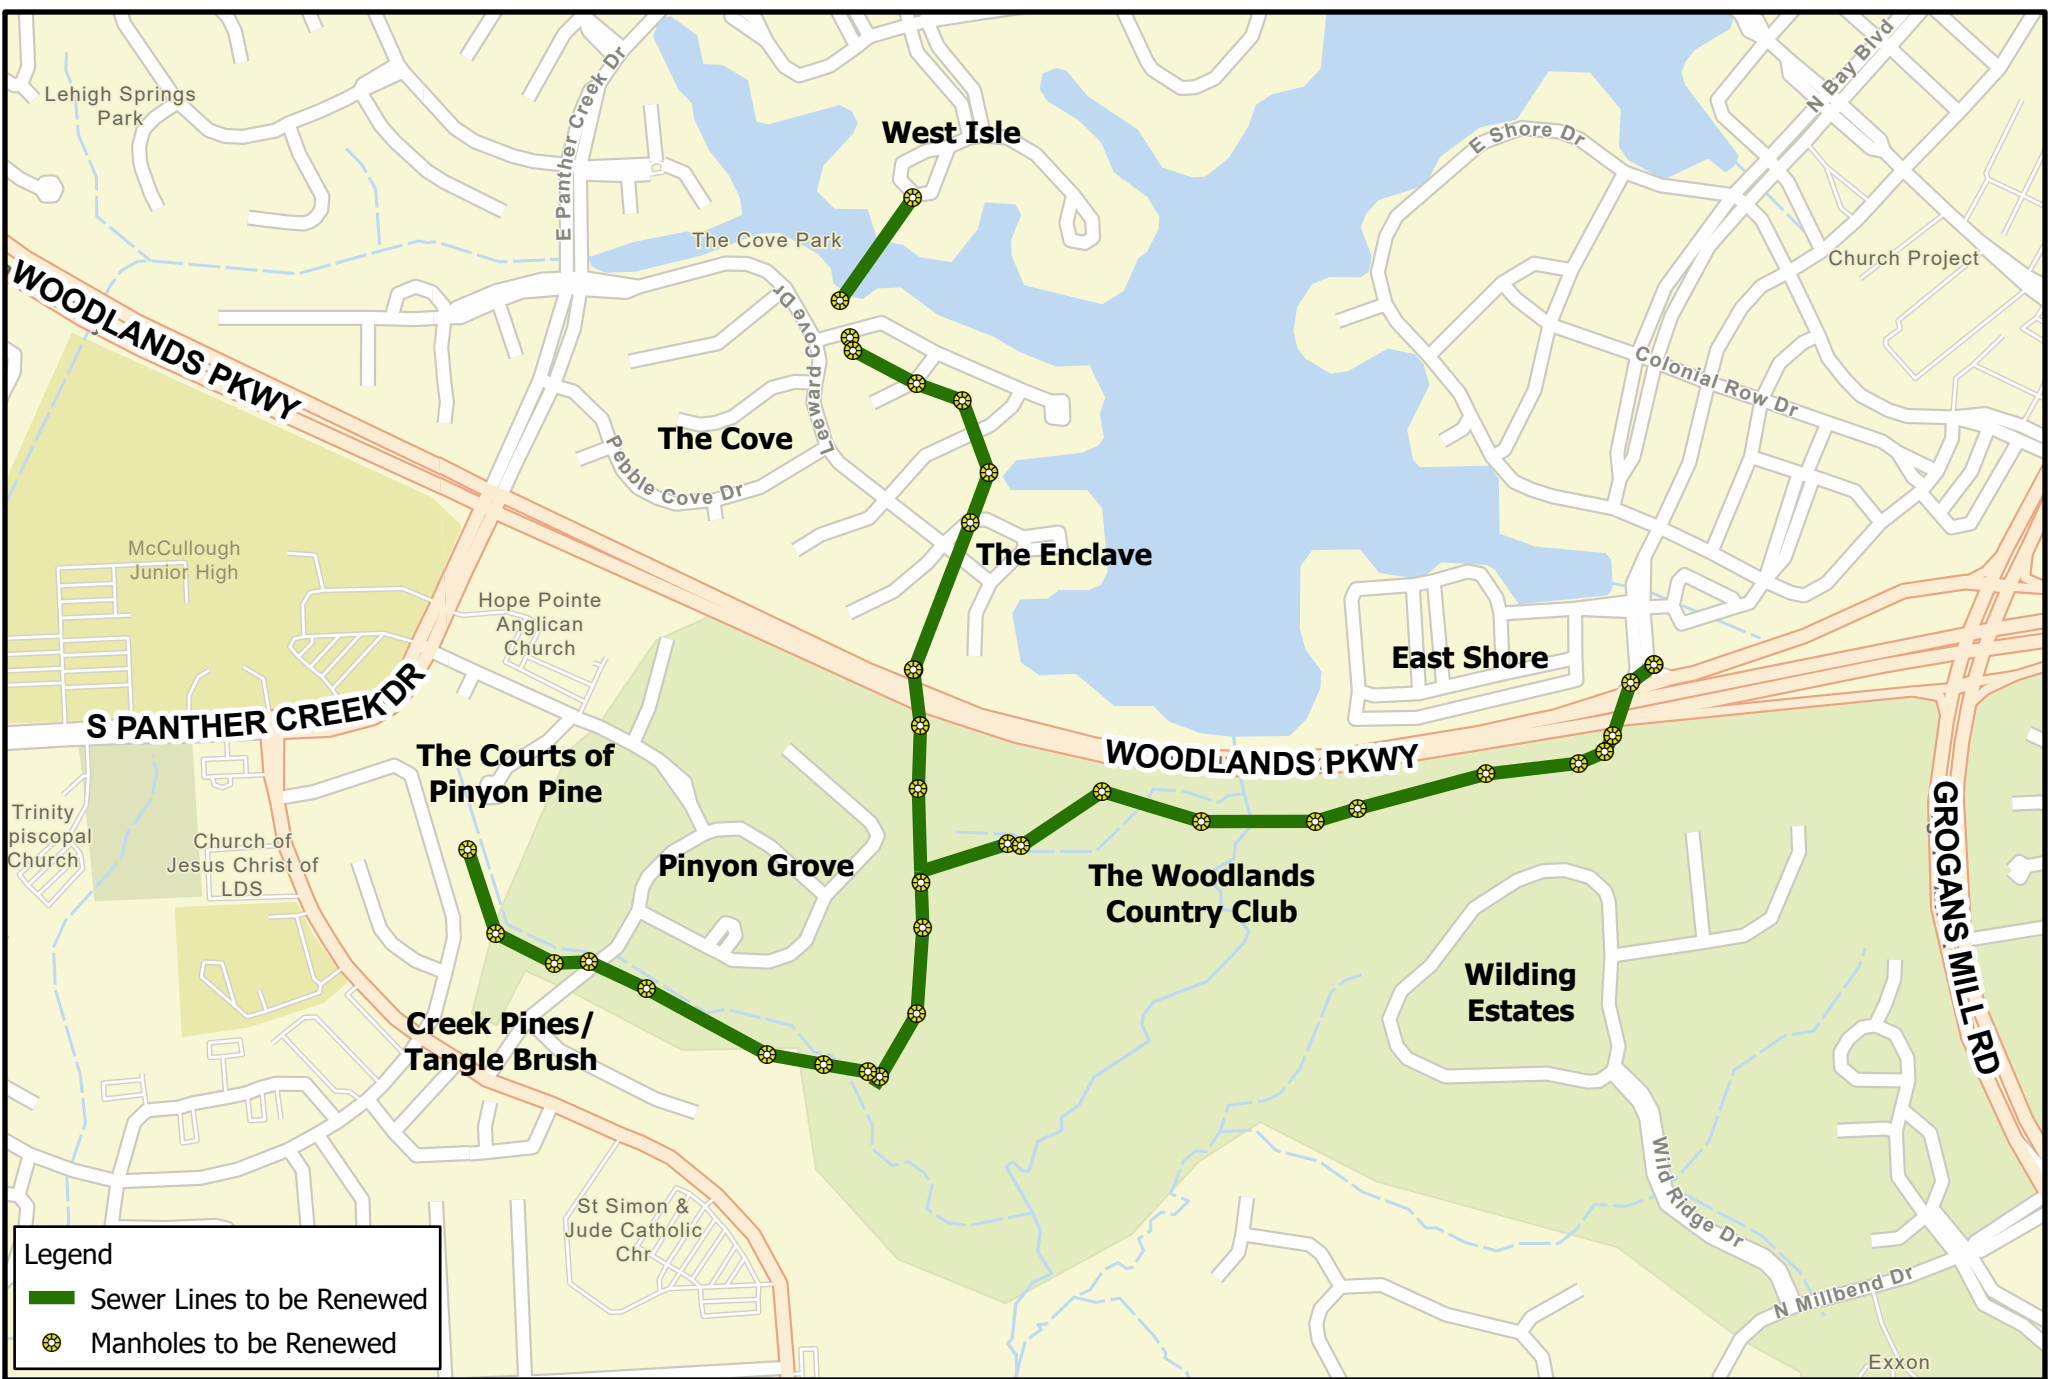 N Bay Blvd
E Panther Creek Dr
Lehigh Springs
Park
West Isle
E Shore Dr
The Cove Park
Church Project
WOODLANDS PKWY
Leeward Cove Dr
Colonial Row Dr
The Cove
Pebble Cove Dr
McCullough
Junior High
The Enclave
Hope Pointe
Anglican
Church
East Shore
S PANTHER CREEK DR
The Courts of
Pinyon Pine
WOODLANDS PKWY
GROGANS MILL RD
Trinity
piscopal
Church
Church of
Jesus Christ of
LDS
Pinyon Grove
The Woodlands
Country Club
Wilding
Estates
Creek Pines/
Tangle Brush
Wild Ridge Dr
St Simon &
Jude Catholic
Chr
N Millbend Dr
Exxon
Legend
Sewer Lines to be Renewed
Manholes to be Renewed